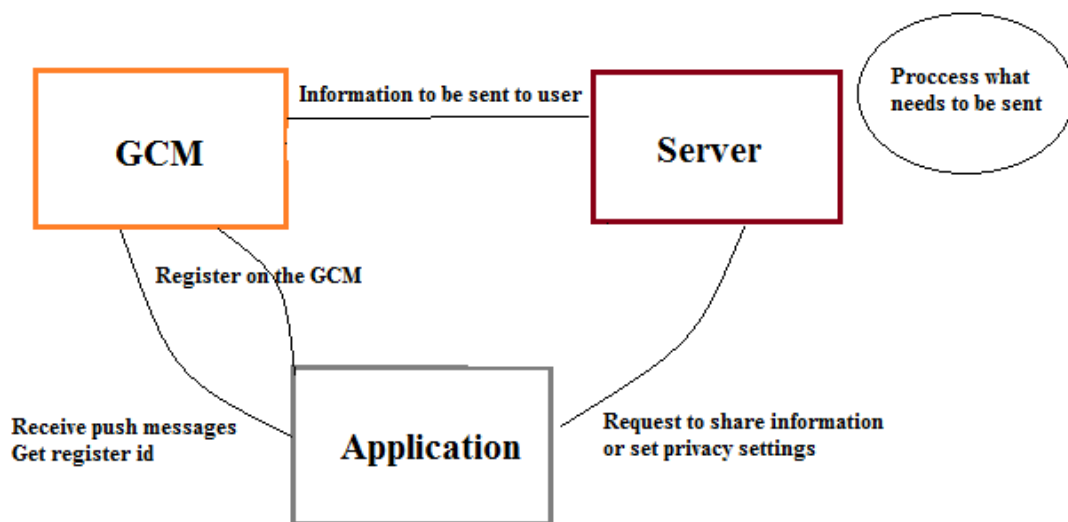 Proccess what
needs to be sent
Information to be sent to user
GCM
Server
Register on the GCM
Receive push messages
Get register id
Application
Request to share information
or set privacy settings